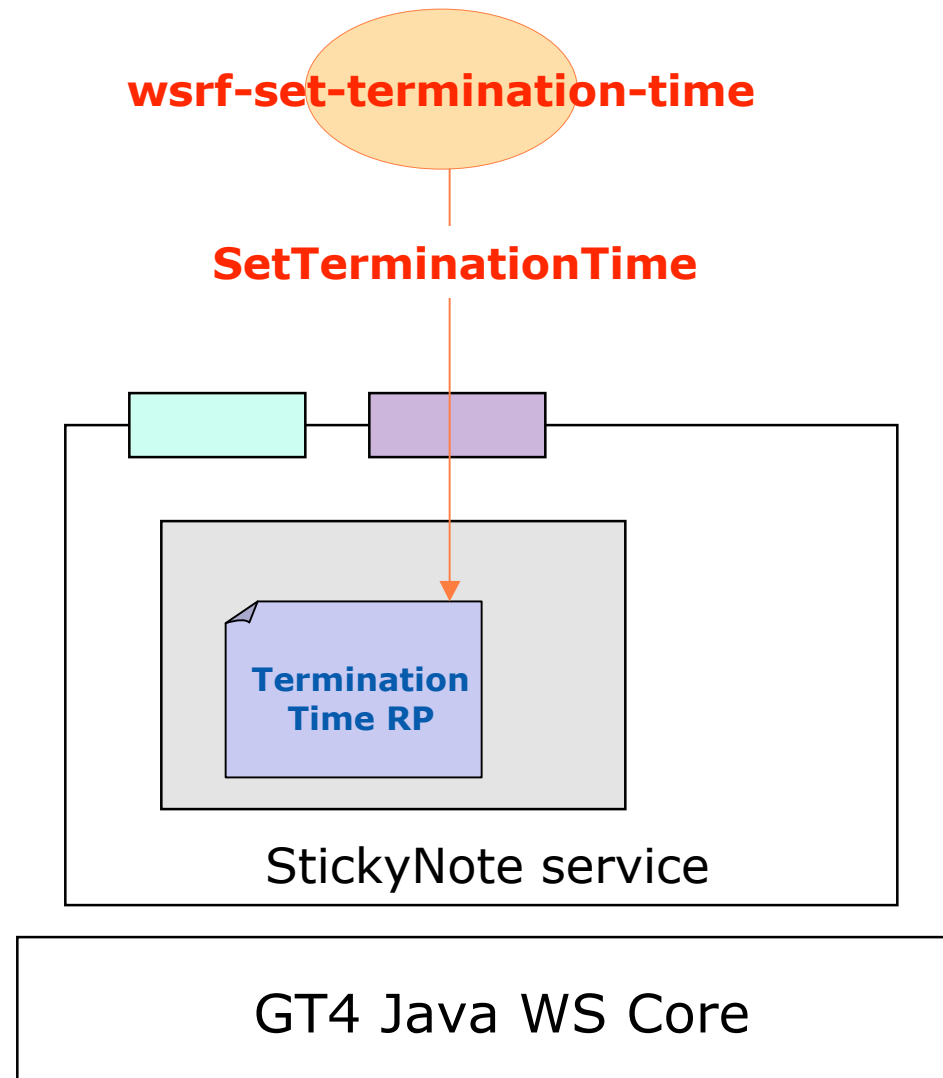 wsrf-set-termination-time
SetTerminationTime
Termination
Time RP
StickyNote service
GT4 Java WS Core